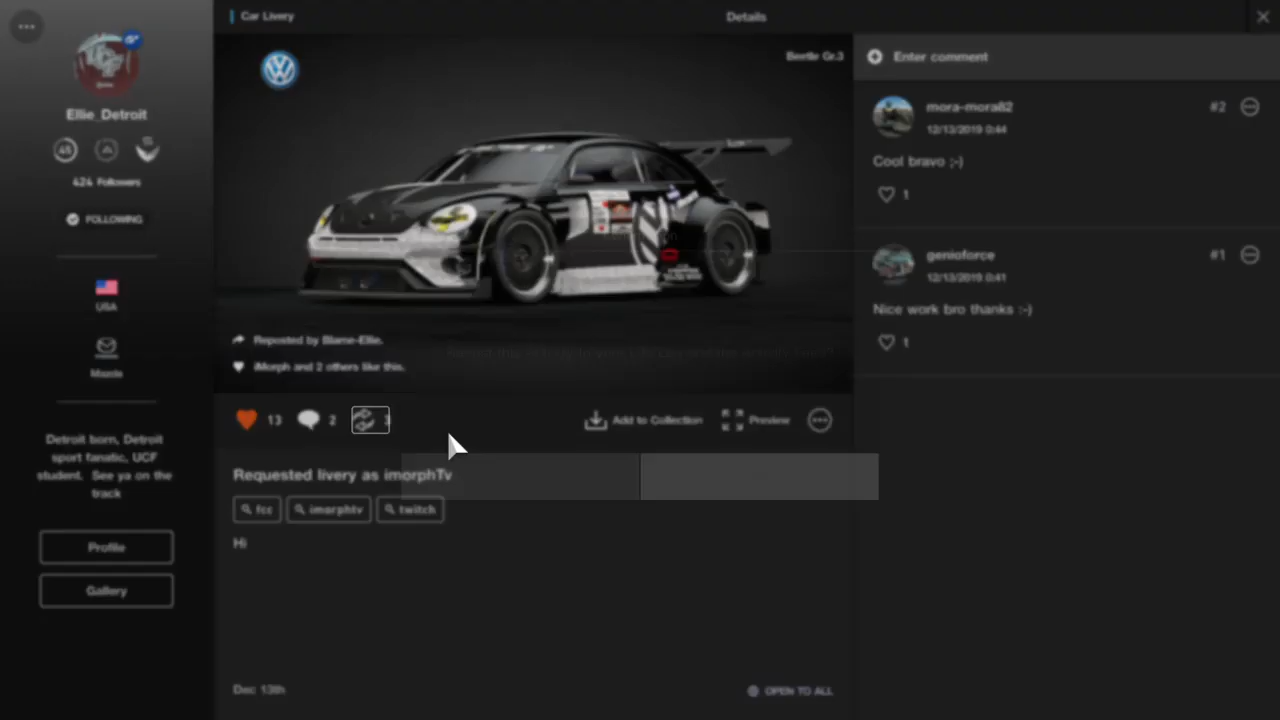 Car Livery
Details
Ellie_Detroit
45
424 Followers
FOLLOWING
USA
Mazda
Detroit born, Detroit
sport fanatic, UCF
student. See ya on the
track
Profile
Gallery
Beetle Gr.3
Reposted by Blame-Ellie.
iMorph and 2 others like this.
13
2
3
Add to Collection
Preview
Requested livery as imorphTv
fcc
imorphtv
twitch
Hi
Dec 13th
OPEN TO ALL
Enter comment
mora-mora82
#2
12/13/2019 0:44
Cool bravo ;-)
1
genioforce
#1
12/13/2019 0:41
Nice work bro thanks :-)
1